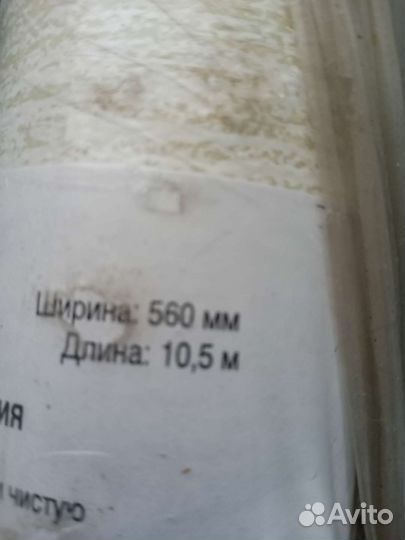 Ширина: 560 мм
Длина: 10,5 м
ия
и чистую
Avito